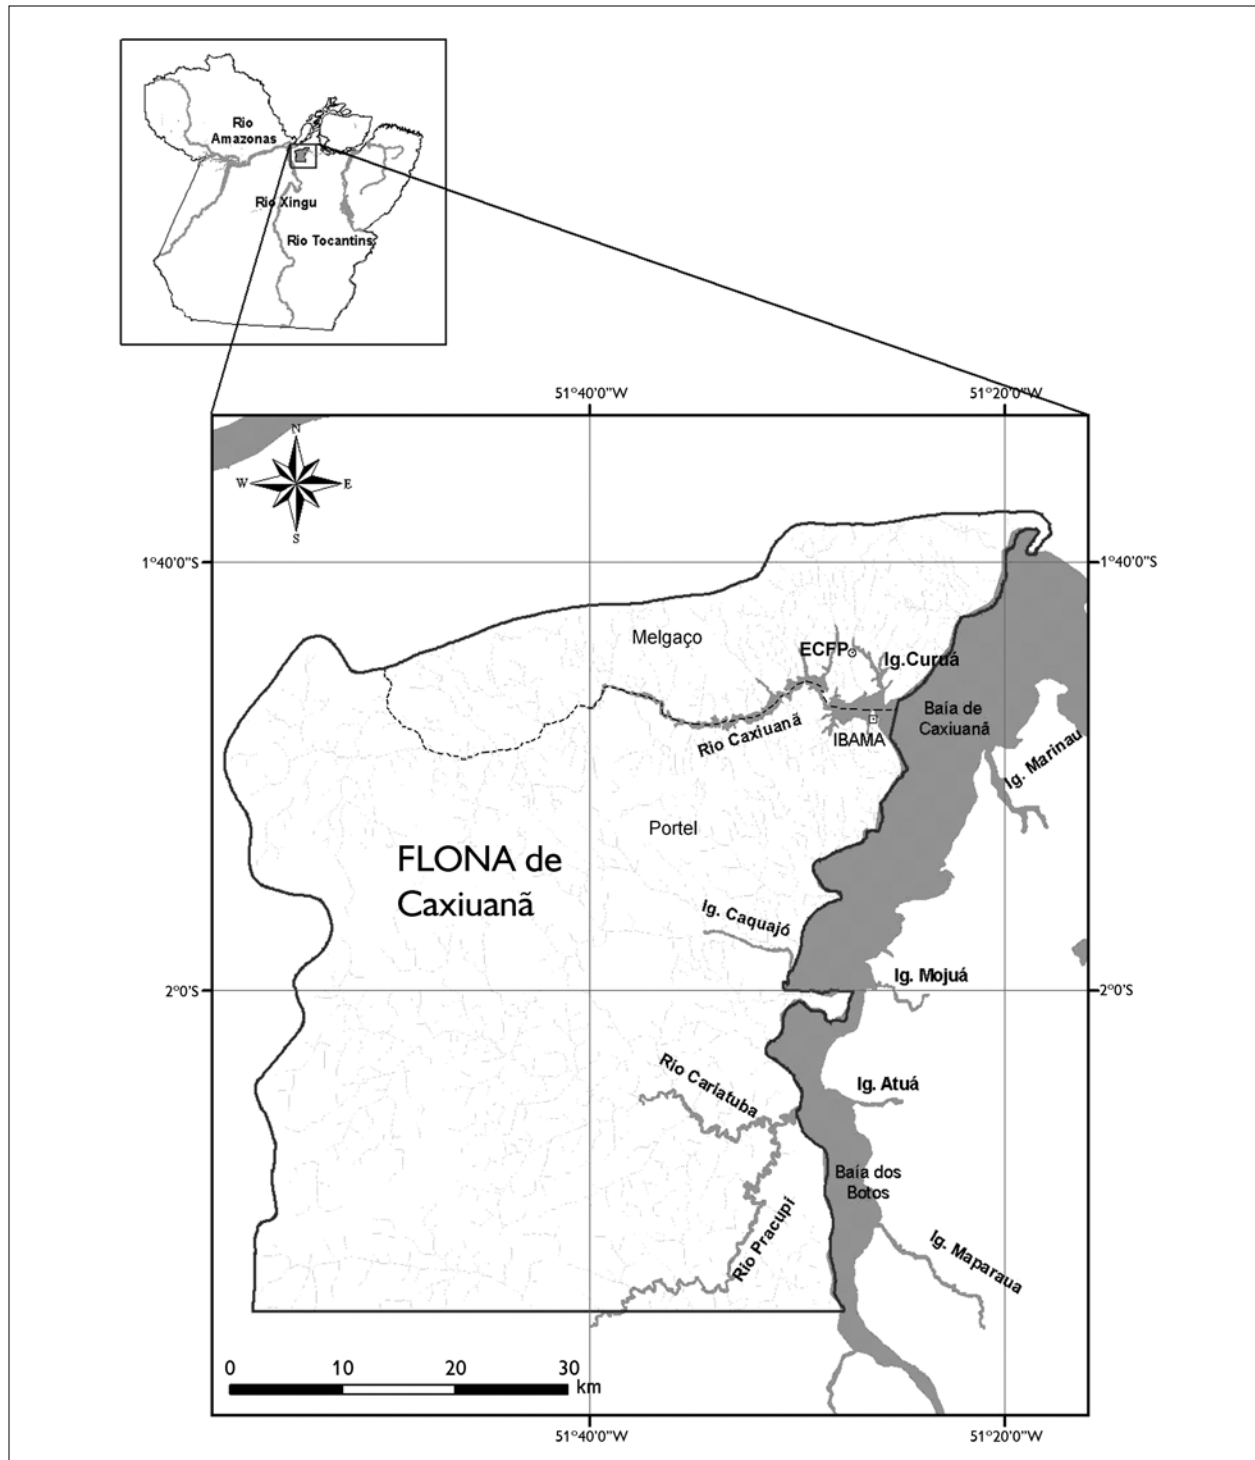 Rio
Amazonas
Rio Xingu
Rio Tocantins
51°40'0"W
51°20'0"W
N
W
E
S
1°40'0"S
1°40'0"S
Melgaço
ECFP
Ig.Curuá
Baía de
Caxiuanã
Rio Caxiuanã
IBAMA
Ig. Marinau
Portel
FLONA de
Caxiuanã
Ig. Caquajó
Ig. Mojuá
2°0'S
2°0'S
Rio Cariatuba
Ig. Atuá
Baía dos
Botos
Rio Pracupi
Ig. Maparaua
0
10
20
30
km
51°40'0"W
51°20'0"W